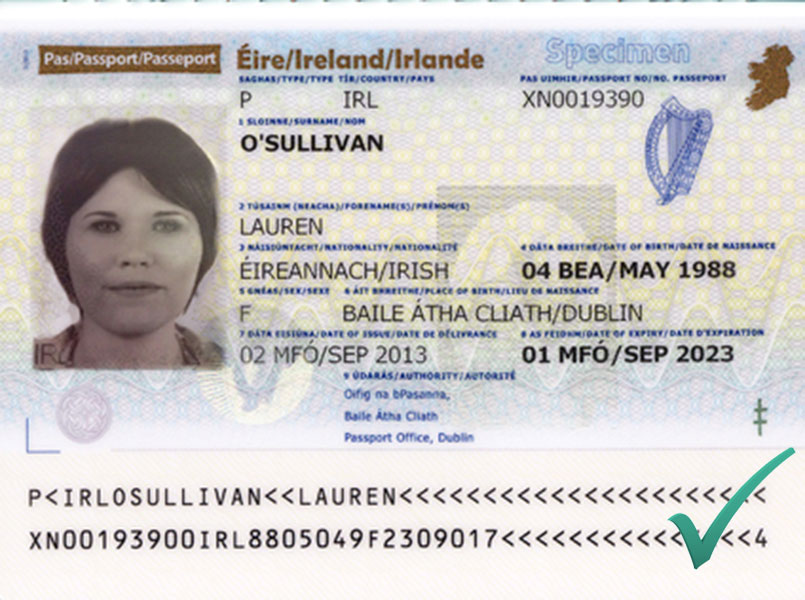 Pas/Passport/Passeport
Éire/Ireland/Irlande
Specimen
SAGHAS/TYPE/TYPE TÍR/COUNTRY/PAYS
PAS UIMHIR/PASSPORT NO/NO. PASSEPORT
P IRL
XN0019390
1 SLOINNE/SURNAME/NOM
O'SULLIVAN
2 TÚSAINM (NEACHA)/FORENAME(S)/PRÉNOM(S)
LAUREN
3 NÁISIÚNTACHT/NATIONALITY/NATIONALITÉ
4 DÁTA BREITHE/DATE OF BIRTH/DATE DE NAISSANCE
ÉIREANNACH/IRISH
04 BEA/MAY 1988
5 GNÉAS/SEX/SEXE 6 ÁIT BHREITHE/PLACE OF BIRTH/LIEU DE NAISSANCE
F BAILE ÁTHA CLIATH/DUBLIN
7 DÁTA EISIÚNA/DATE OF ISSUE/DATE DE DÉLIVRANCE
8 AS FEIDHM/DATE OF EXPIRY/DATE D'EXPIRATION
02 MFÓ/SEP 2013
01 MFÓ/SEP 2023
IRL
9 ÚDARÁS/AUTHORITY/AUTORITÉ
Oifig na bPasanna,
Baile Átha Cliath
Passport Office, Dublin
P<IRLOSULLIVAN<<LAUREN<<<<<<<<<<<<<<<<<<<<<<
XN00193900IRL8805049F2309017<<<<<<<<<<<<<<<4